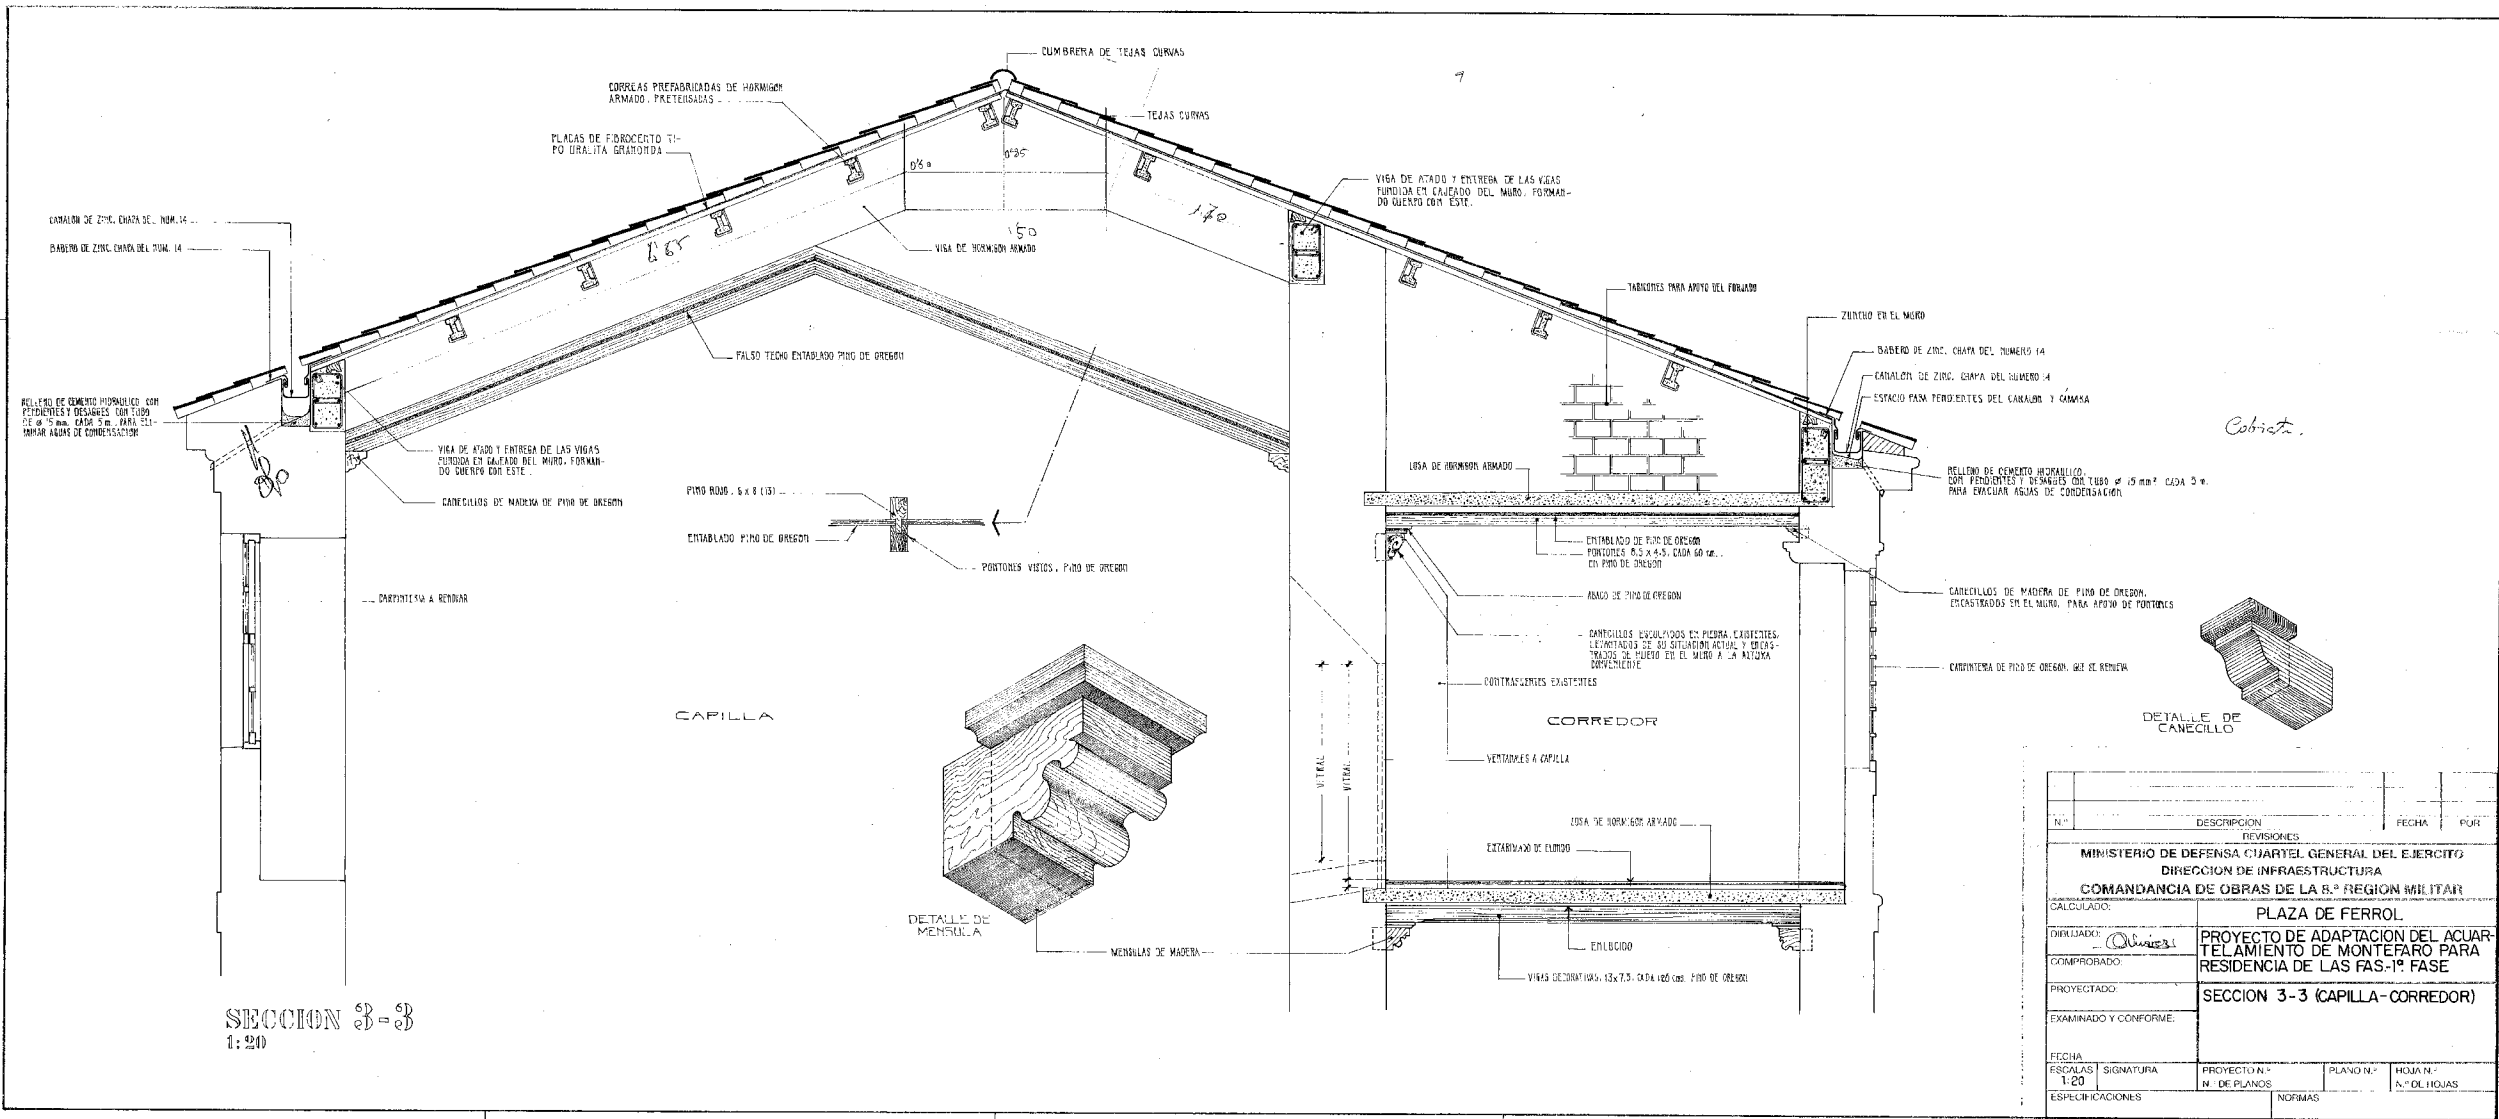 CUMBRERA DE TEJAS CURVAS
CORREAS PREFABRICADAS DE HORMIGON
ARMADO, PRETENSADAS
TEJAS CURVAS
PLACAS DE FIBROCENTO TI-
PO URALITA GRANONDA
0'60
0'85
1'50
1'70
VIGA DE ATADO Y ENTREGA DE LAS VIGAS
FUNDIDA EN CAJEADO DEL MURO, FORMAN-
DO CUERPO CON ESTE.
CANALON DE ZINC, CHAPA DEL NUM. 14
BABERO DE ZINC, CHAPA DEL NUM. 14
VIGA DE HORMIGON ARMADO
TABICONES PARA APOYO DEL FORJADO
ZUNCHO EN EL MURO
FALSO TECHO ENTABLADO PINO DE OREGON
BABERO DE ZINC, CHAPA DEL NUMERO 14
CANALON DE ZINC, CHAPA DEL NUMERO 14
ESPACIO PARA PENDIENTES DEL CANALON Y CAMARA
RELLENO DE CEMENTO HIDRAULICO CON
PENDIENTES Y DESAGÜES CON TUBO
DE ø 15 mm. CADA 5 m. PARA ELI-
MINAR AGUAS DE CONDENSACION
VIGA DE ATADO Y ENTREGA DE LAS VIGAS
FUNDIDA EN CAJEADO DEL MURO, FORMAN-
DO CUERPO CON ESTE.
CANECILLOS DE MADERA DE PINO DE OREGON
LOSA DE HORMIGON ARMADO
RELLENO DE CEMENTO HIDRAULICO,
CON PENDIENTES Y DESAGÜES CON TUBO ø 15 mm² CADA 5 m.
PARA EVACUAR AGUAS DE CONDENSACION
PINO ROJO, 6 x 8 (13)
ENTABLADO PINO DE OREGON
PONTONES VISTOS, PINO DE OREGON
ENTABLADO DE PINO DE OREGON
PONTONES 8,5 x 4,5, CADA 60 cm.
EN PINO DE OREGON
ABACO DE PINO DE OREGON
CANECILLOS DE MADERA DE PINO DE OREGON,
ENCASTRADOS EN EL MURO, PARA APOYO DE PONTONES
CARPINTERIA A RENOVAR
CANECILLOS ESCULPIDOS EN PIEDRA, EXISTENTES,
LEVANTADOS DE SU SITUACION ACTUAL Y ENCAS-
TRADOS DE NUEVO EN EL MURO A LA ALTURA
CONVENIENTE
CARPINTERIA DE PINO DE OREGON, QUE SE RENUEVA
CONTRAFUERTES EXISTENTES
CAPILLA
CORREDOR
DETALLE DE
CANECILLO
VENTANALES A CAPILLA
VITRAL
VITRAL
LOSA DE HORMIGON ARMADO
ENTARIMADO DE ELONDO
DETALLE DE
MENSULA
MENSULAS DE MADERA
ENLUCIDO
VIGAS DECORATIVAS, 13x7,5, CADA 120 cms. PINO DE OREGON
SECCION 3-3
1:20
N.º DESCRIPCION FECHA POR
REVISIONES
MINISTERIO DE DEFENSA CUARTEL GENERAL DEL EJERCITO
DIRECCION DE INFRAESTRUCTURA
COMANDANCIA DE OBRAS DE LA 8.ª REGION MILITAR
CALCULADO:
PLAZA DE FERROL
DIBUJADO:
PROYECTO DE ADAPTACION DEL ACUAR-
TELAMIENTO DE MONTEFARO PARA
RESIDENCIA DE LAS FAS.-1ª FASE
COMPROBADO:
PROYECTADO:
SECCION 3-3 (CAPILLA-CORREDOR)
EXAMINADO Y CONFORME:
FECHA
ESCALAS
1:20
SIGNATURA
PROYECTO N.º
N.º DE PLANOS
PLANO N.º
HOJA N.º
N.º DE HOJAS
ESPECIFICACIONES
NORMAS